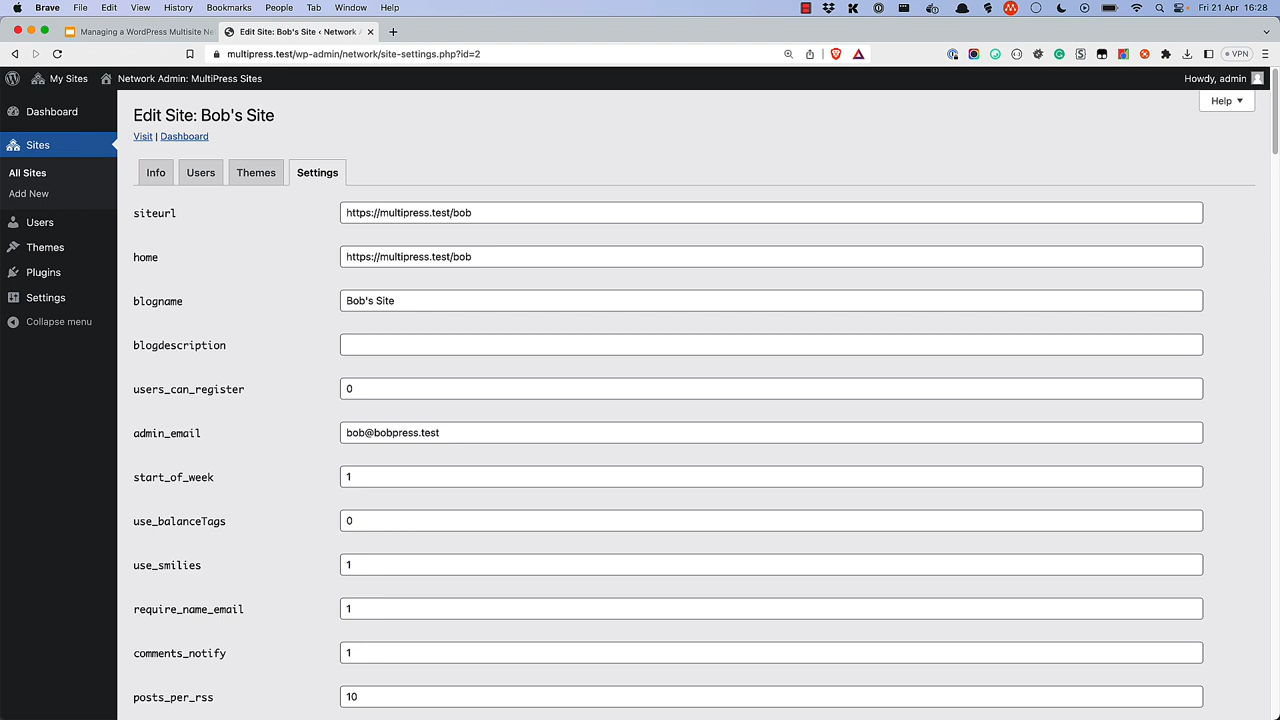 Brave File Edit View History Bookmarks People Tab Window Help Fri 21 Apr 16:28
Managing a WordPress Multisite Ne
Edit Site: Bob's Site ‹ Network A
multipress.test/wp-admin/network/site-settings.php?id=2
VPN
My Sites Network Admin: MultiPress Sites Howdy, admin
Dashboard
Sites
All Sites
Add New
Users
Themes
Plugins
Settings
Collapse menu
Help
Edit Site: Bob's Site
Visit | Dashboard
Info Users Themes Settings
siteurl https://multipress.test/bob
home https://multipress.test/bob
blogname Bob's Site
blogdescription
users_can_register 0
admin_email bob@bobpress.test
start_of_week 1
use_balanceTags 0
use_smilies 1
require_name_email 1
comments_notify 1
posts_per_rss 10